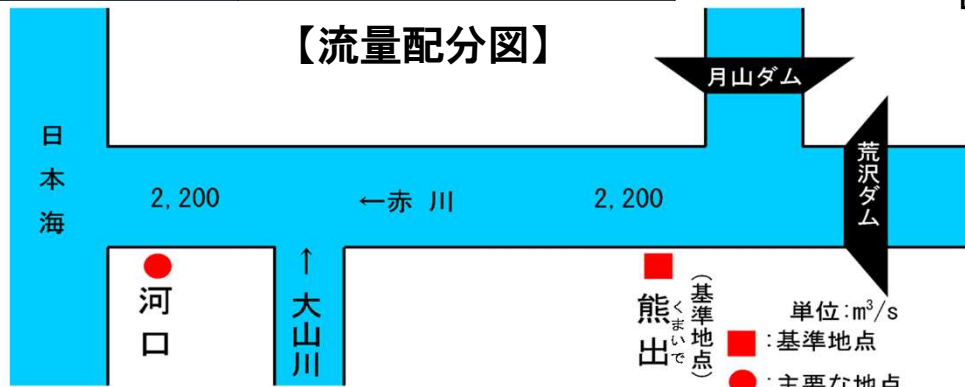 【流量配分図】
月山ダム
荒沢ダム
日本海
2,200
←赤川
2,200
↑大山川
河口
熊出
くまいで
(基準地点)
単位:m³/s
:基準地点
:主要な地点